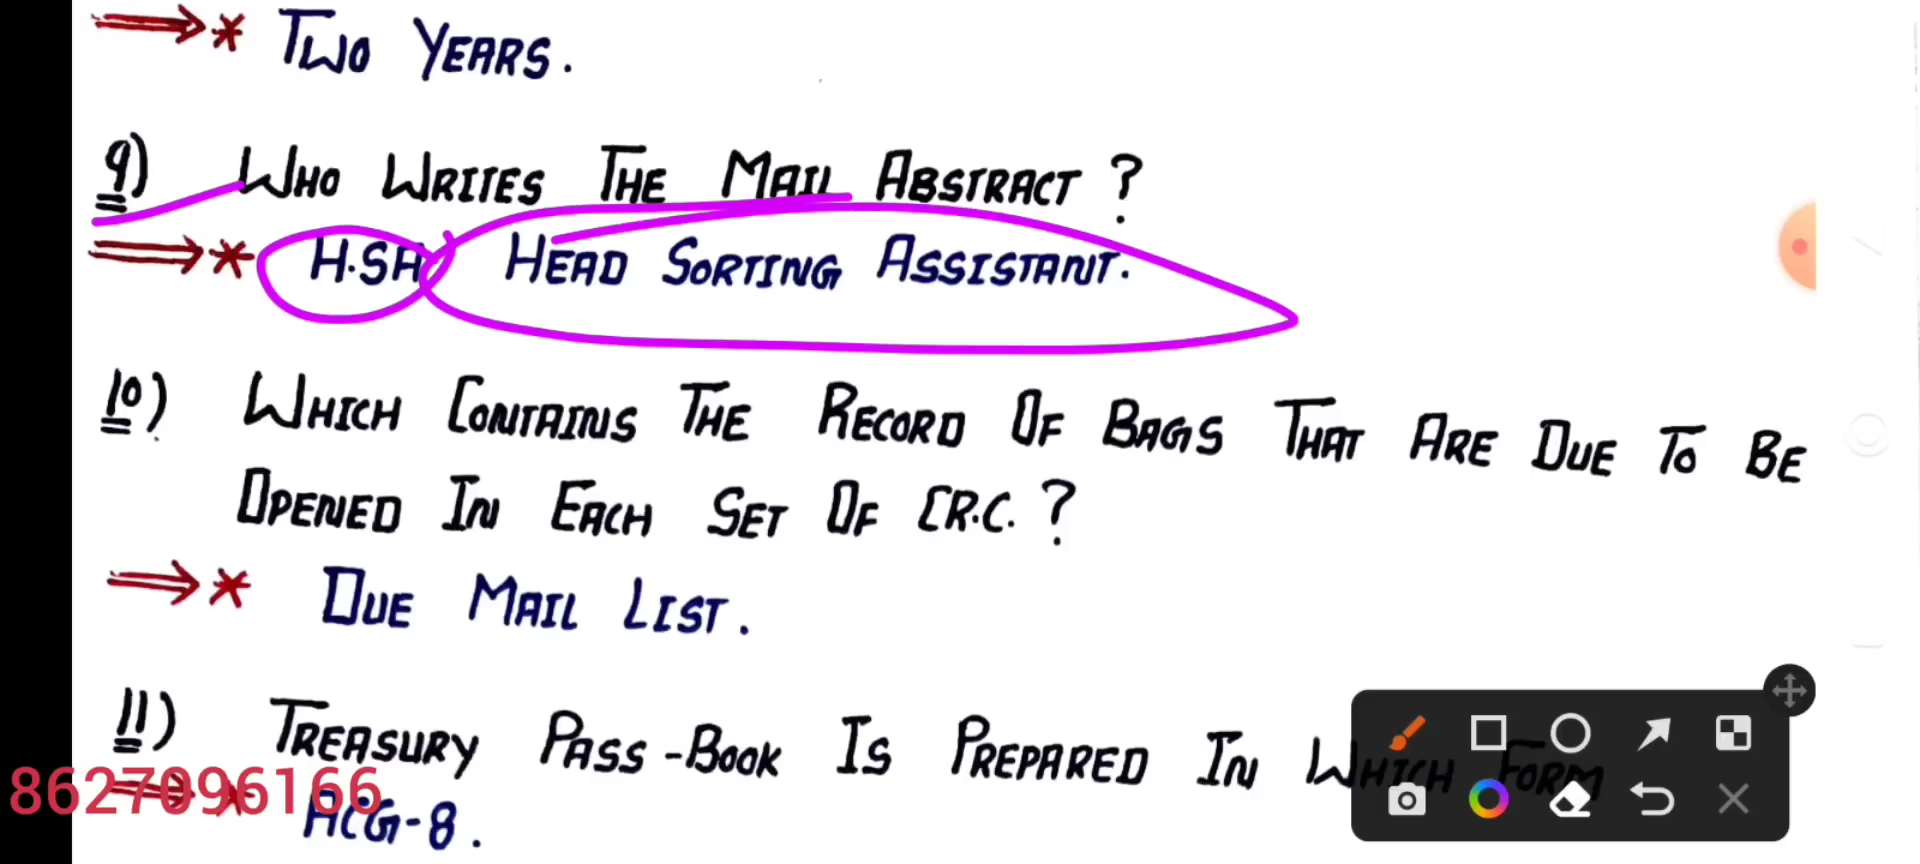 * Two Years.
9) Who Writes The Mail Abstract ?
* H.SA Head Sorting Assistant.
10) Which Contains The Record Of Bags That Are Due To Be
Opened In Each Set Of CR.C. ?
* Due Mail List.
11) Treasury Pass-Book Is Prepared In Which Form
8627096166
* ACG-8.